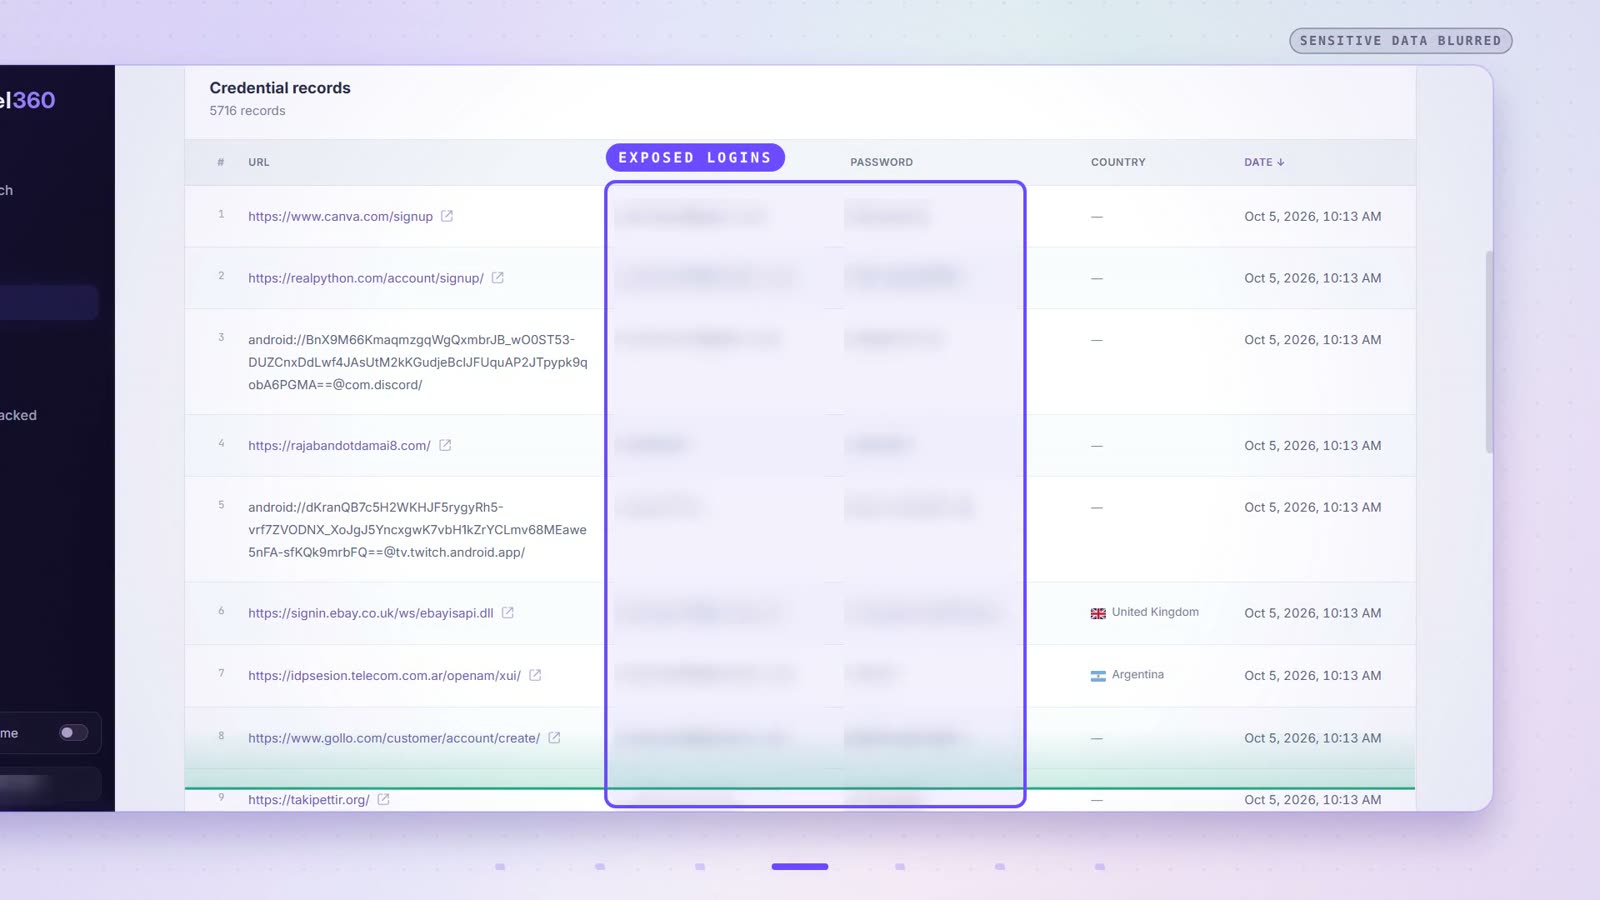 SENSITIVE DATA BLURRED
el360
ch
acked
me
Credential records
5716 records
EXPOSED LOGINS
# URL PASSWORD COUNTRY DATE ↓
1 https://www.canva.com/signup — Oct 5, 2026, 10:13 AM
2 https://realpython.com/account/signup/ — Oct 5, 2026, 10:13 AM
3 android://BnX9M66KmaqmzgqWgQxmbrJB_wO0ST53- — Oct 5, 2026, 10:13 AM
DUZCnxDdLwf4JAsUtM2kKGudjeBclJFUquAP2JTpypk9q
obA6PGMA==@com.discord/
4 https://rajabandotdamai8.com/ — Oct 5, 2026, 10:13 AM
5 android://dKranQB7c5H2WKHJF5rygyRh5- — Oct 5, 2026, 10:13 AM
vrf7ZVODNX_XoJgJ5YncxgwK7vbH1kZrYCLmv68MEawe
5nFA-sfKQk9mrbFQ==@tv.twitch.android.app/
6 https://signin.ebay.co.uk/ws/ebayisapi.dll United Kingdom Oct 5, 2026, 10:13 AM
7 https://idpsesion.telecom.com.ar/openam/xui/ Argentina Oct 5, 2026, 10:13 AM
8 https://www.gollo.com/customer/account/create/ — Oct 5, 2026, 10:13 AM
9 https://takipettir.org/ — Oct 5, 2026, 10:13 AM